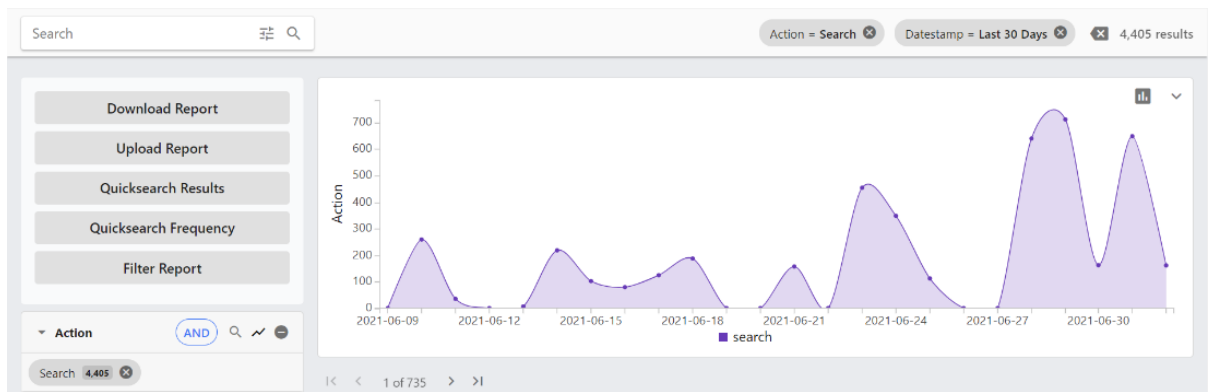 Search
Action = Search
Datestamp = Last 30 Days
4,405 results
Download Report
Upload Report
Quicksearch Results
Quicksearch Frequency
Filter Report
Action
AND
Search 4,405
Action
700
600
500
400
300
200
100
0
2021-06-09
2021-06-12
2021-06-15
2021-06-18
2021-06-21
2021-06-24
2021-06-27
2021-06-30
search
1 of 735